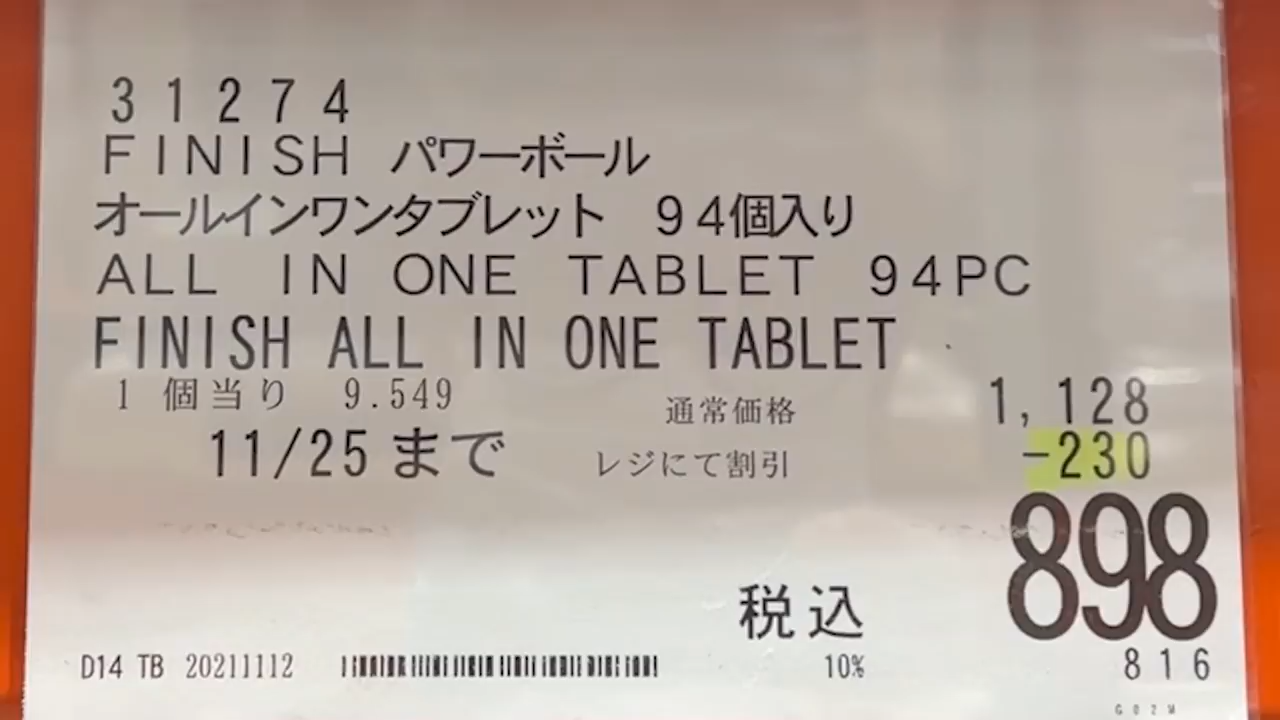 31274
FINISH パワーボール
オールインワンタブレット 94個入り
ALL IN ONE TABLET 94PC
FINISH ALL IN ONE TABLET
1個当り 9.549
通常価格 1,128
11/25まで レジにて割引 -230
898
税込
D14 TB 20211112 10% 816
G02M